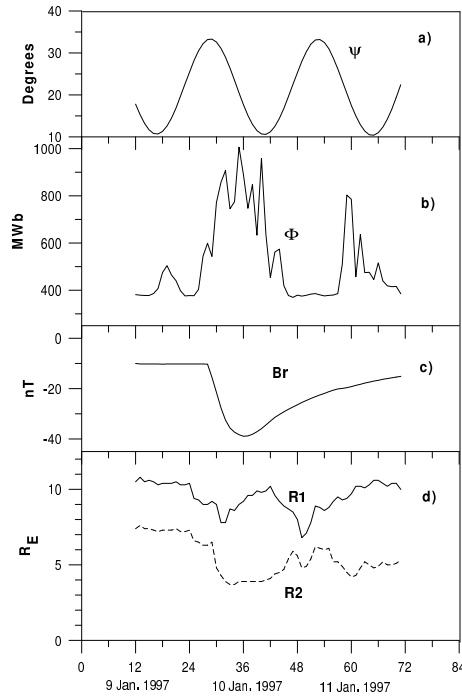 40
30
20
10
Degrees
a)
ψ
1000
800
600
400
MWb
b)
Φ
0
-20
-40
nT
c)
Br
10
5
0
R_E
d)
R1
R2
0 12 24 36 48 60 72 84
9 Jan. 1997 10 Jan. 1997 11 Jan. 1997